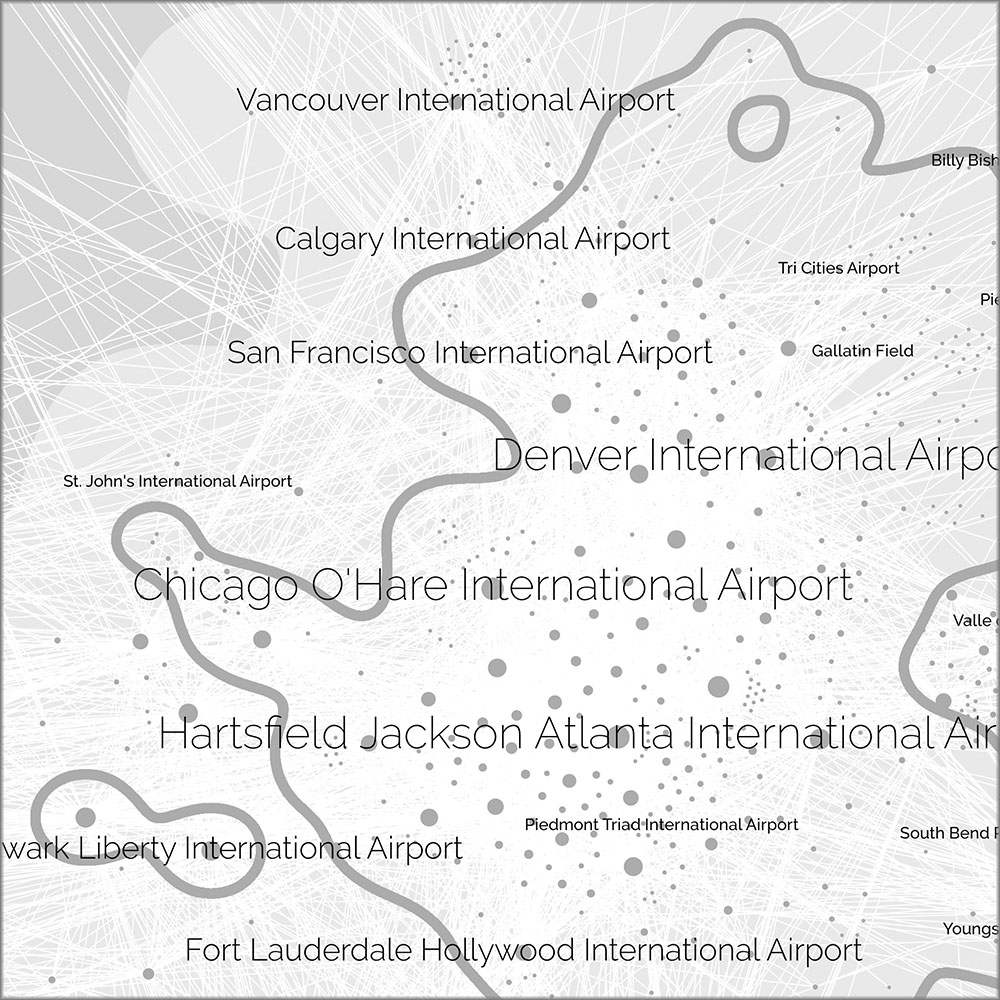 Vancouver International Airport
Billy Bish
Calgary International Airport
Tri Cities Airport
Pie
San Francisco International Airport
Gallatin Field
Denver International Airpo
St. John's International Airport
Chicago O'Hare International Airport
Valle
Hartsfield Jackson Atlanta International Air
Piedmont Triad International Airport
South Bend
wark Liberty International Airport
Youngs
Fort Lauderdale Hollywood International Airport